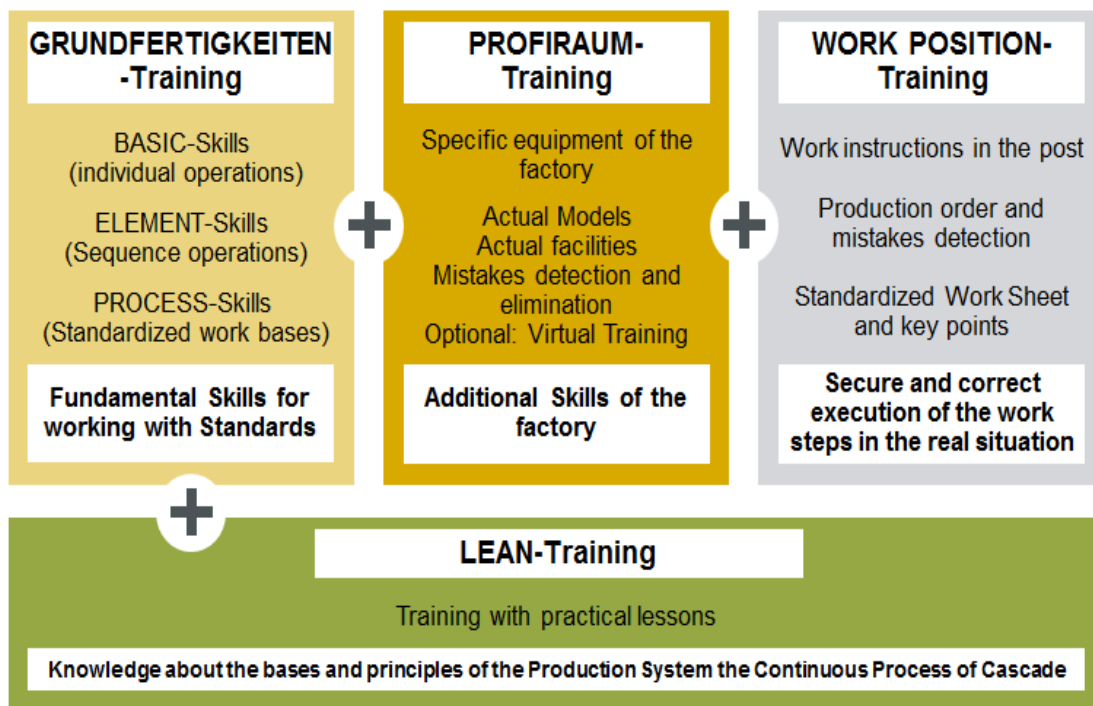 GRUNDFERTIGKEITEN
-Training
BASIC-Skills
(individual operations)
ELEMENT-Skills
(Sequence operations)
PROCESS-Skills
(Standardized work bases)
Fundamental Skills for
working with Standards
+
PROFIRAUM-
Training
Specific equipment of the
factory
Actual Models
Actual facilities
Mistakes detection and
elimination
Optional: Virtual Training
Additional Skills of the
factory
+
WORK POSITION-
Training
Work instructions in the post
Production order and
mistakes detection
Standardized Work Sheet
and key points
Secure and correct
execution of the work
steps in the real situation
+
LEAN-Training
Training with practical lessons
Knowledge about the bases and principles of the Production System the Continuous Process of Cascade